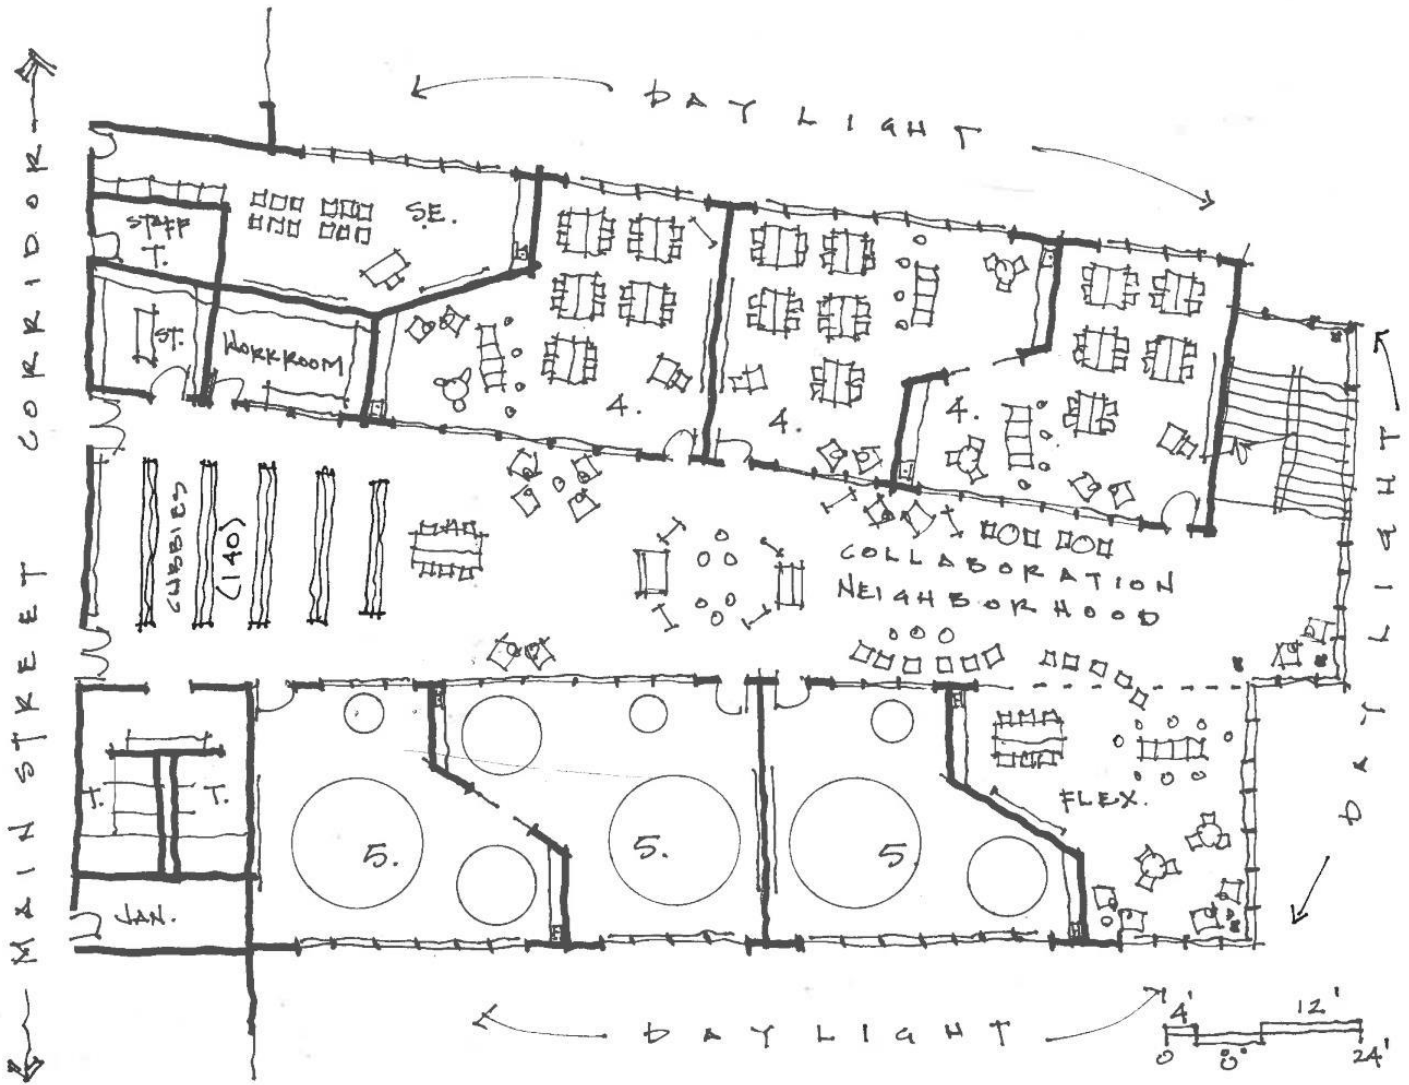 DAYLIGHT
MAIN STREET CORRIDOR
STAFF
T.
S.E.
ST.
WORKROOM
4.
4.
4.
CUBBIES
(140)
COLLABORATION
NEIGHBORHOOD
DAYLIGHT
T.
T.
5.
5.
5.
FLEX.
JAN.
DAYLIGHT
4'
12'
0
8'
24'